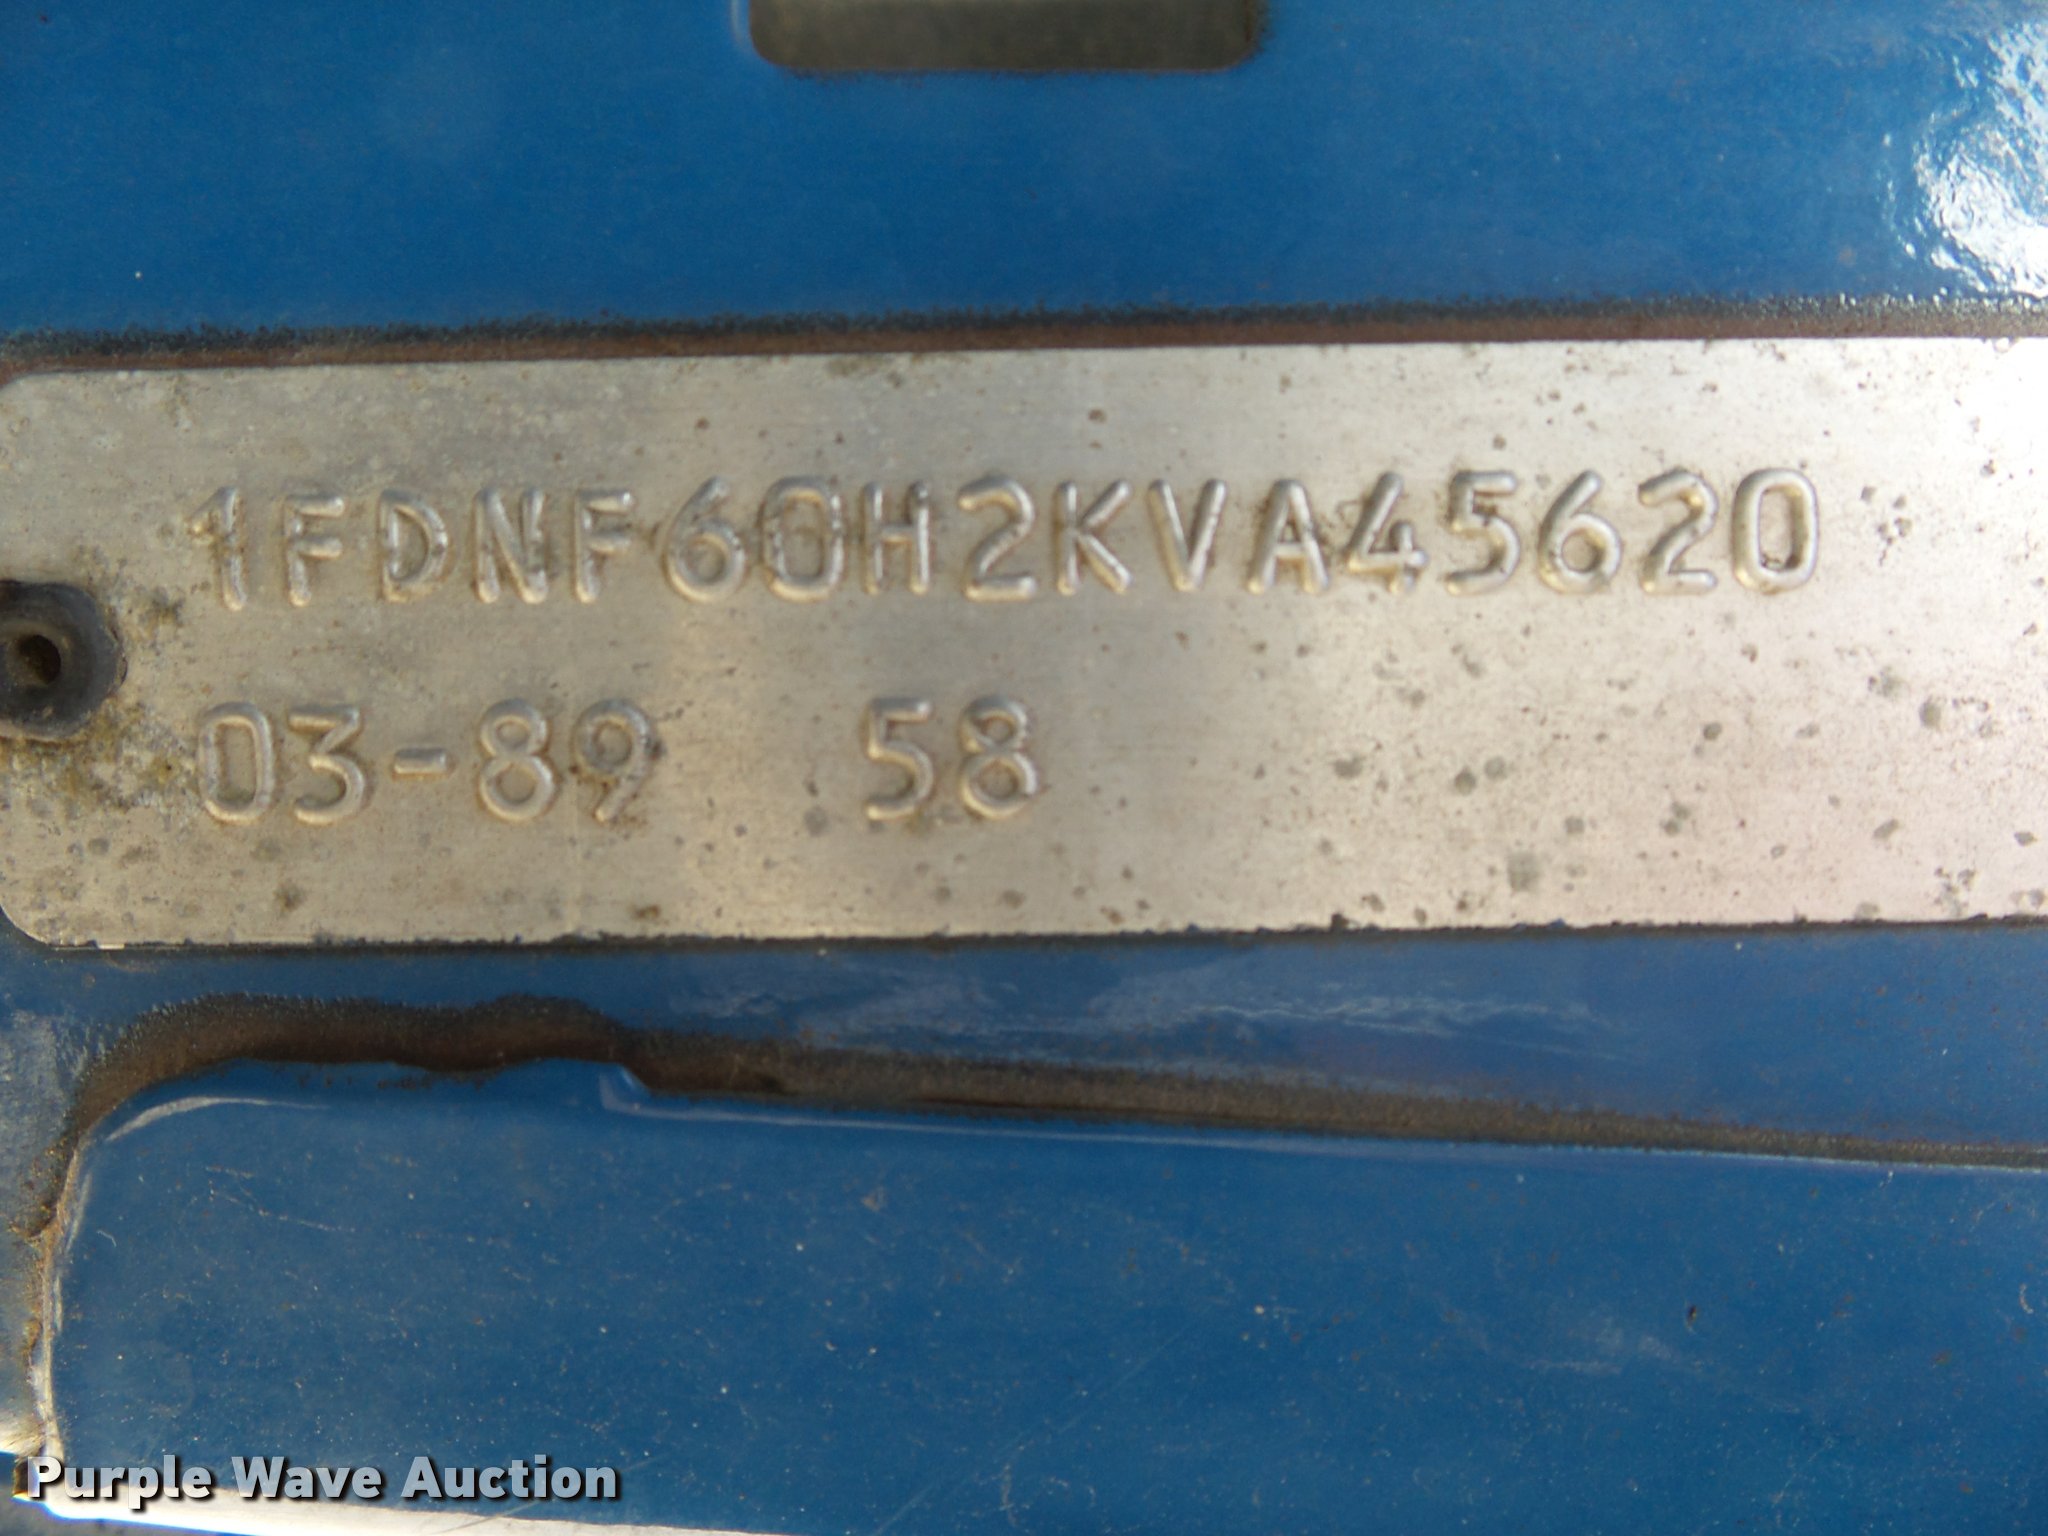 1FDNF60H2KVA45620
03-89 58
Purple Wave Auction